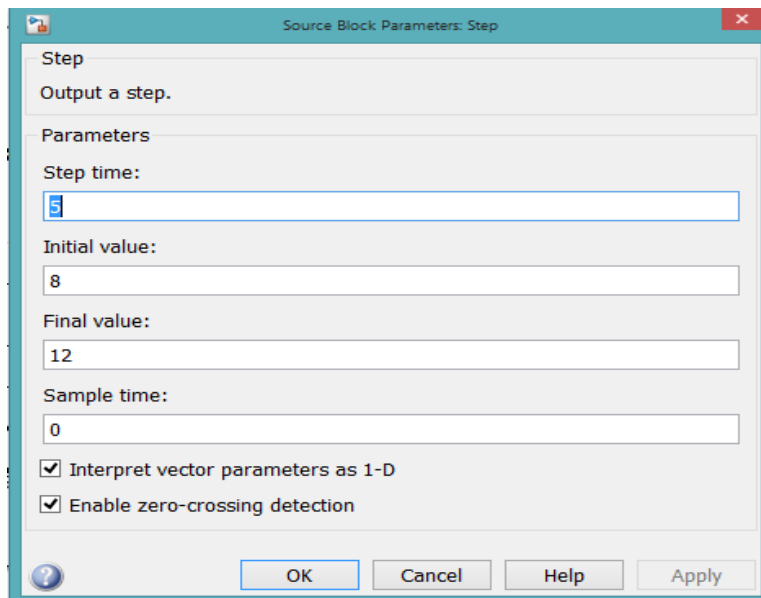 Source Block Parameters: Step
Step
Output a step.
Parameters
Step time:
5
Initial value:
8
Final value:
12
Sample time:
0
Interpret vector parameters as 1-D
Enable zero-crossing detection
OK Cancel Help Apply